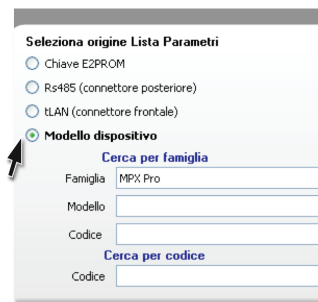 Seleziona origine Lista Parametri
Chiave E2PROM
Rs485 (connettore posteriore)
tLAN (connettore frontale)
Modello dispositivo
Cerca per famiglia
Famiglia MPX Pro
Modello
Codice
Cerca per codice
Codice